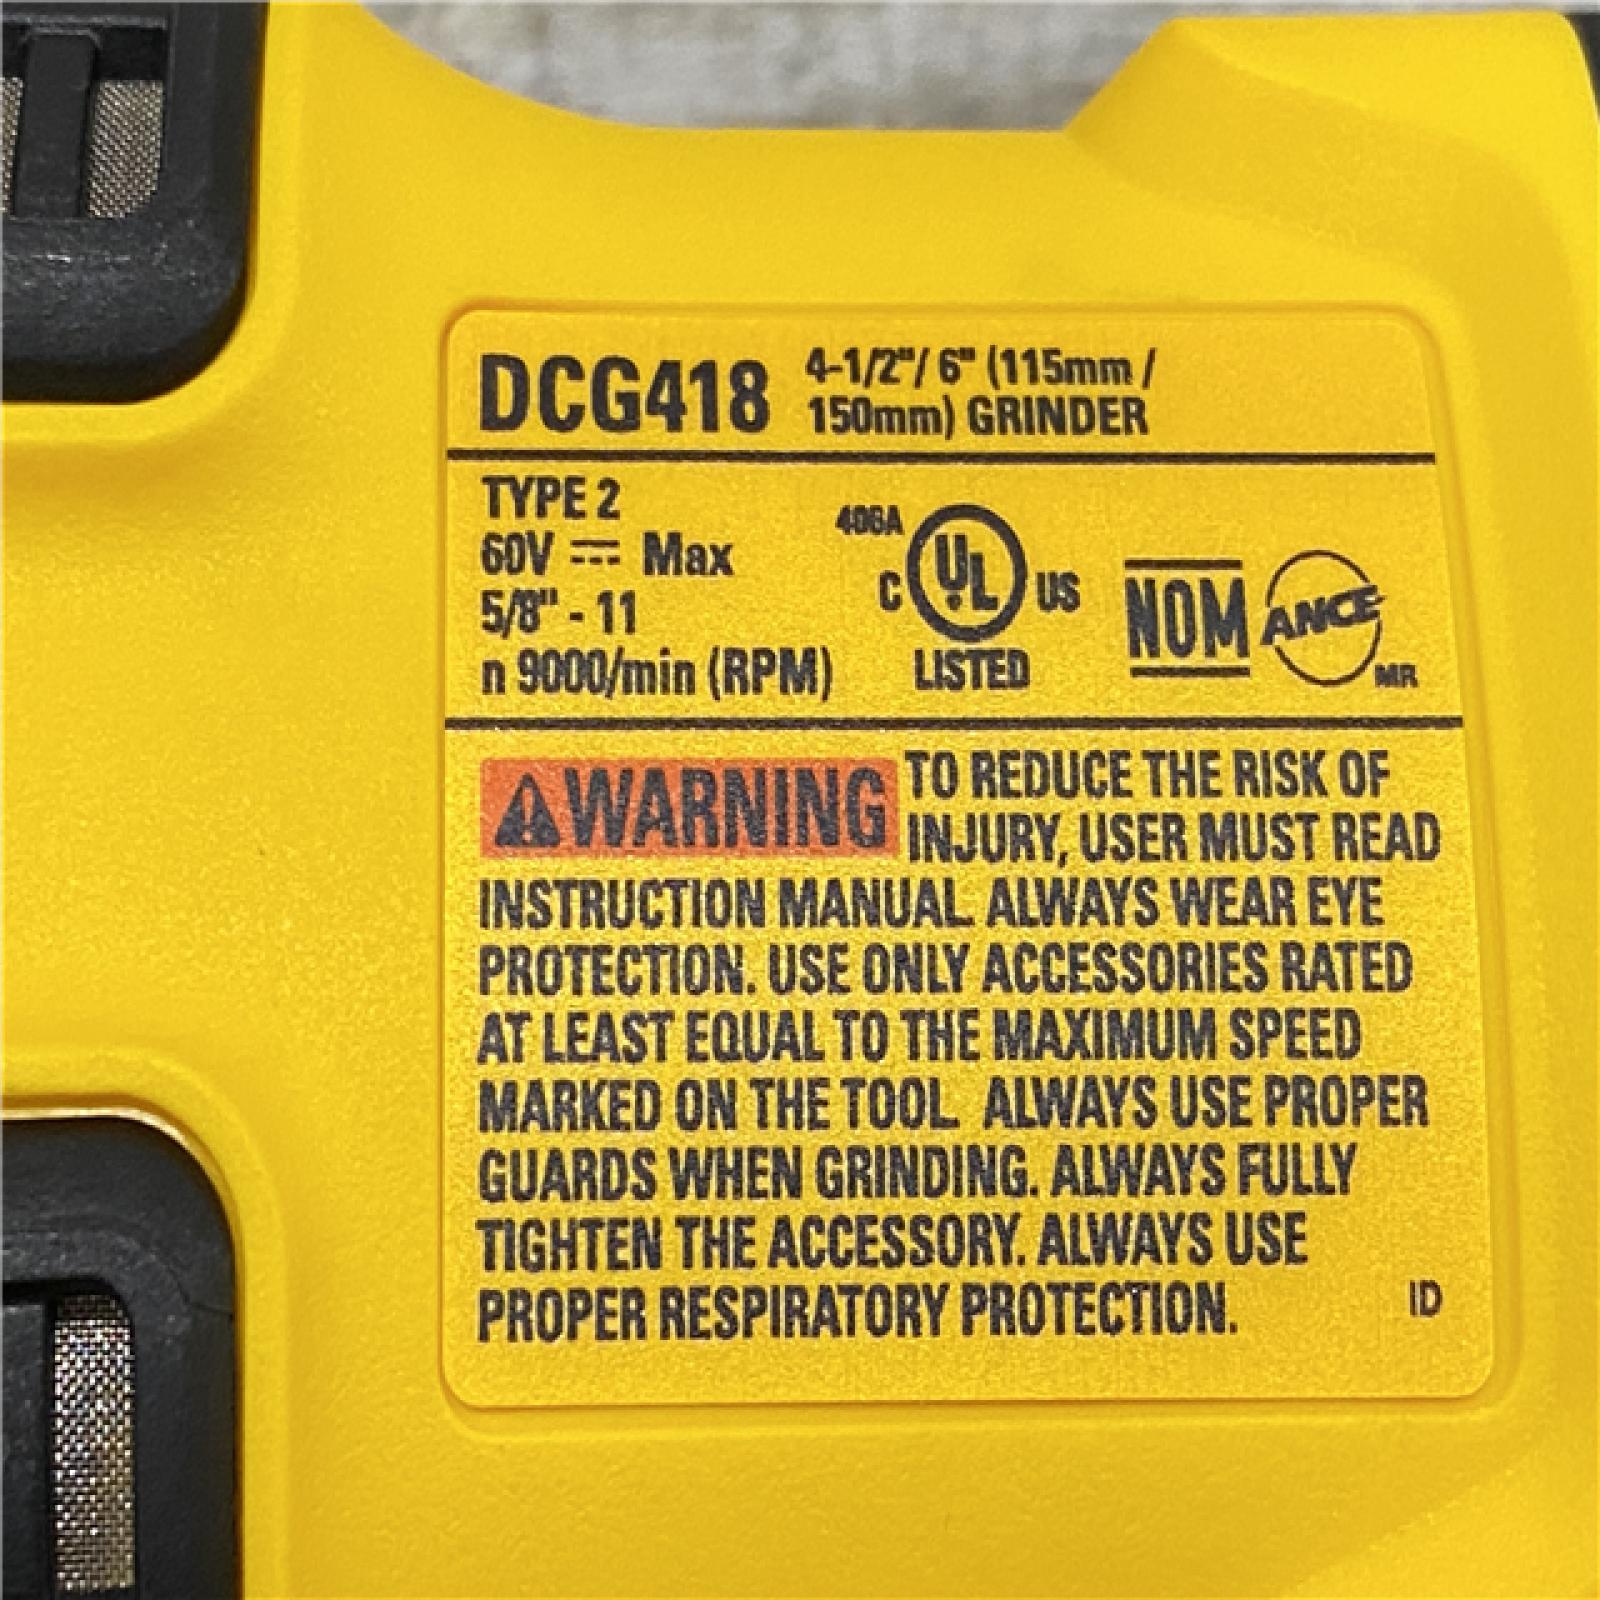 DCG418 4-1/2"/ 6" (115mm /
150mm) GRINDER
TYPE 2
60V Max
5/8" - 11
n 9000/min (RPM)
406A
C UL US
LISTED
NOM ANCE MR
WARNING TO REDUCE THE RISK OF
INJURY, USER MUST READ
INSTRUCTION MANUAL. ALWAYS WEAR EYE
PROTECTION. USE ONLY ACCESSORIES RATED
AT LEAST EQUAL TO THE MAXIMUM SPEED
MARKED ON THE TOOL. ALWAYS USE PROPER
GUARDS WHEN GRINDING. ALWAYS FULLY
TIGHTEN THE ACCESSORY. ALWAYS USE
PROPER RESPIRATORY PROTECTION. ID